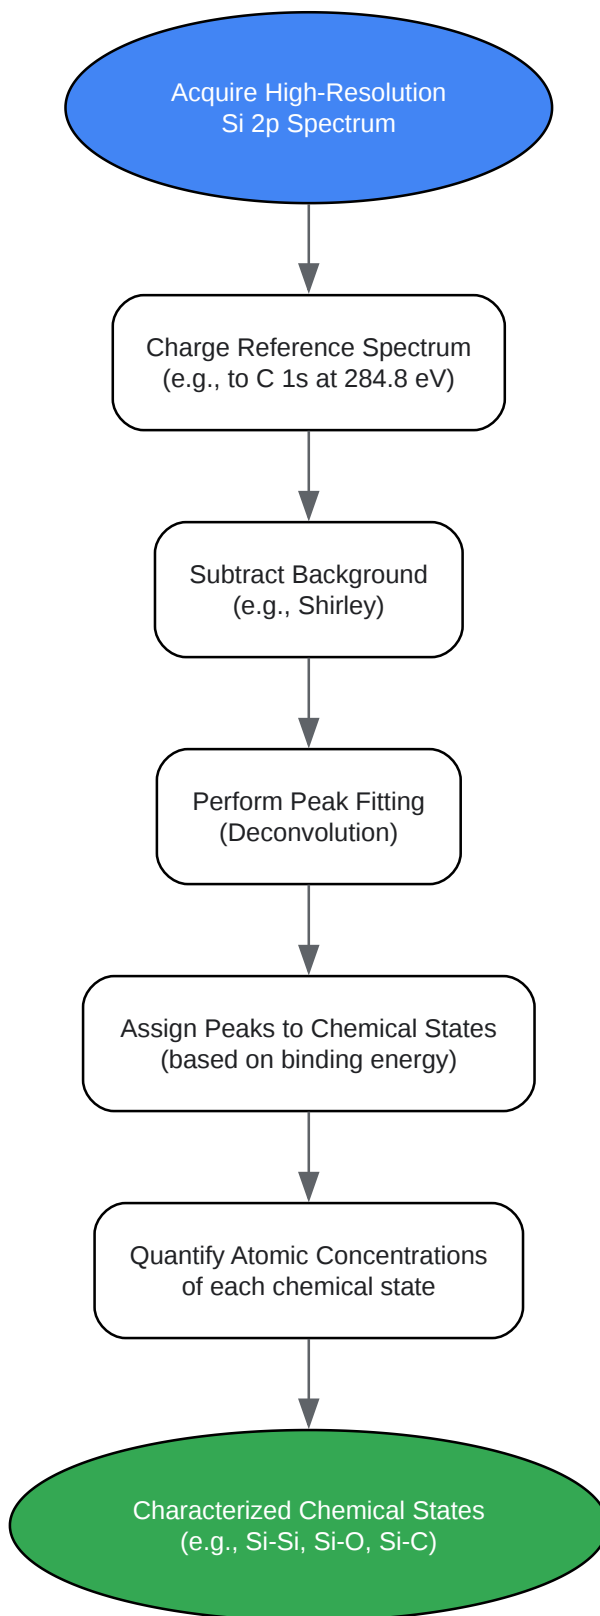 Acquire High-Resolution
Si 2p Spectrum
Charge Reference Spectrum
(e.g., to C 1s at 284.8 eV)
Subtract Background
(e.g., Shirley)
Perform Peak Fitting
(Deconvolution)
Assign Peaks to Chemical States
(based on binding energy)
Quantify Atomic Concentrations
of each chemical state
Characterized Chemical States
(e.g., Si-Si, Si-O, Si-C)